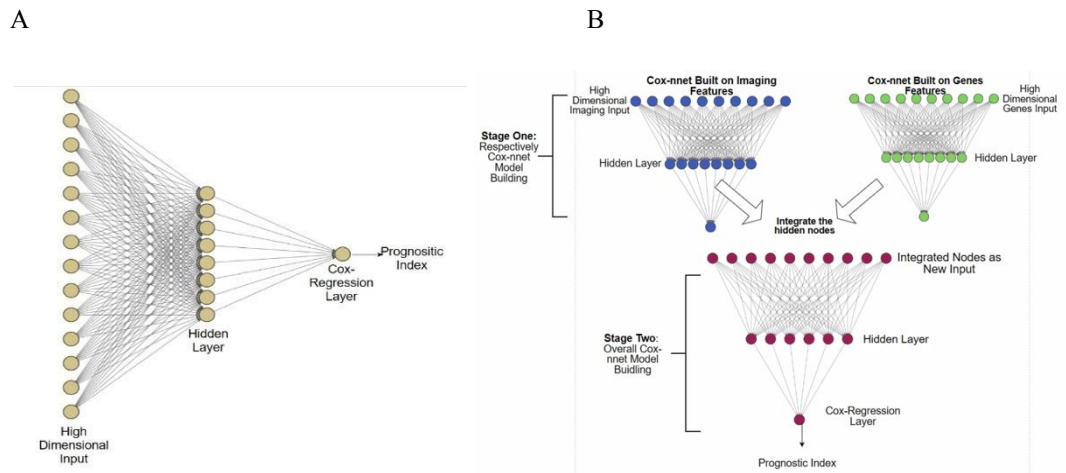 A
B
Prognositic
Index
Cox-
Regression
Layer
Hidden
Layer
High
Dimensional
Input
Cox-nnet Built on Imaging
Features
High
Dimensional
Imaging Input
Cox-nnet Built on Genes
Features
High
Dimensional
Genes Input
Stage One:
Respectively
Cox-nnet
Model
Building
Hidden Layer
Hidden Layer
Integrate the
hidden nodes
Integrated Nodes as
New Input
Stage Two:
Overall Cox-
nnet Model
Buidling
Hidden Layer
Cox-Regression
Layer
Prognostic Index